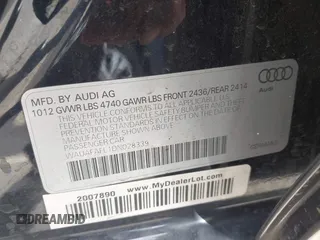 MFD. BY AUDI AG
1012 GVWR LBS 4740 GAWR LBS FRONT 2436/REAR 2414
THIS VEHICLE CONFORMS TO ALL APPLICABLE U.S.
FEDERAL MOTOR VEHICLE SAFETY BUMPER AND
THEFT PREVENTION STANDARDS IN EFFECT ON THE DATE OF
MANUFACTURE SHOWN ABOVE
PASSENGER CAR
Audi
2007890
www.MyDealerLot.com
DREAMBID